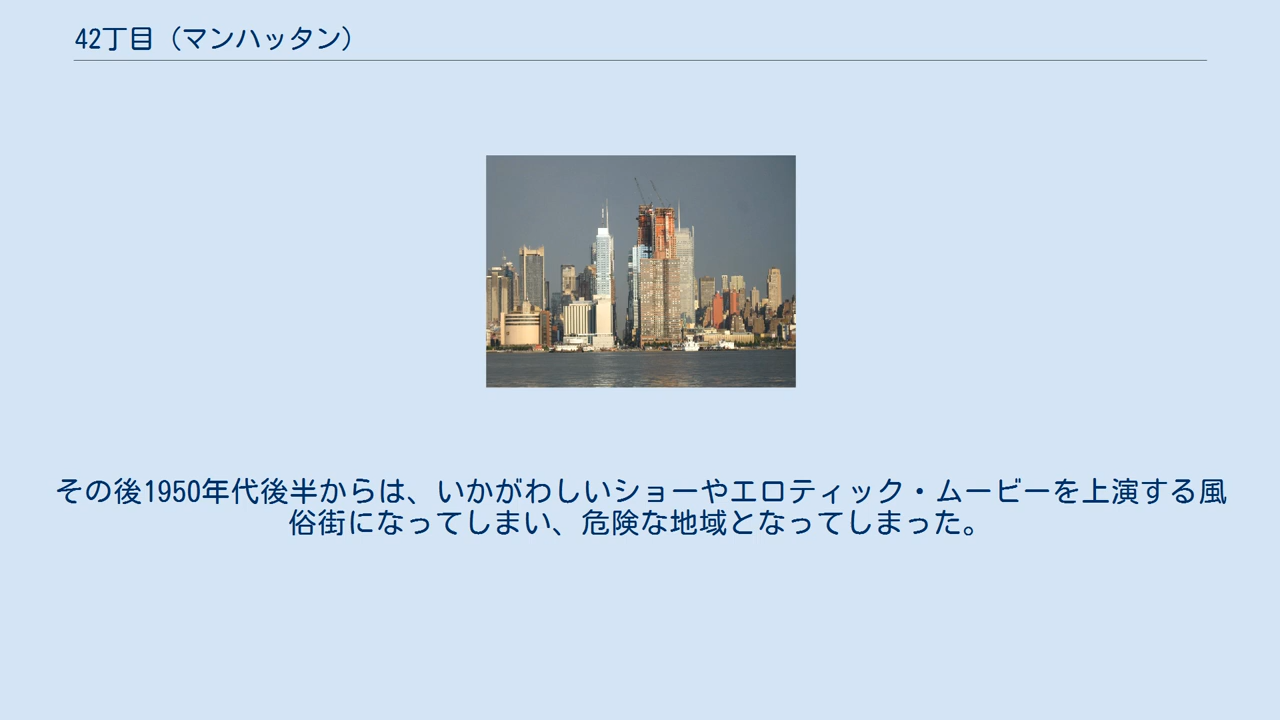 42丁目（マンハッタン）
その後1950年代後半からは、いかがわしいショーやエロティック・ムービーを上演する風
俗街になってしまい、危険な地域となってしまった。